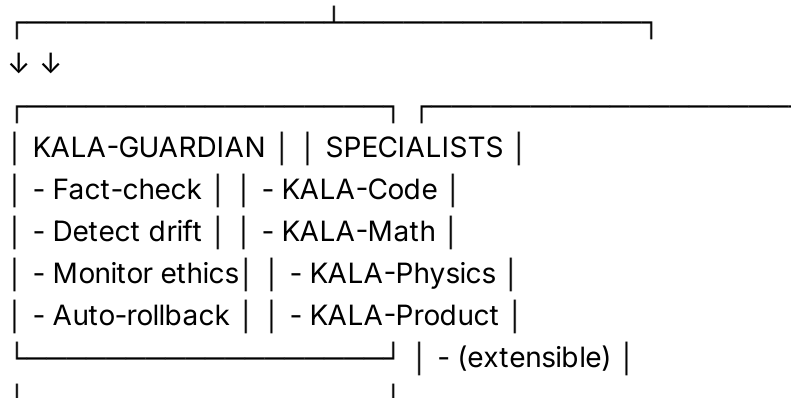 ┌───────────────────┴───────────────────┐
↓ ↓
┌───────────────────────┐ ┌───────────────────────
│ KALA-GUARDIAN │ │ SPECIALISTS │
│ - Fact-check │ │ - KALA-Code │
│ - Detect drift │ │ - KALA-Math │
│ - Monitor ethics│ │ - KALA-Physics │
│ - Auto-rollback │ │ - KALA-Product │
└───────────────────────┘ │ - (extensible) │